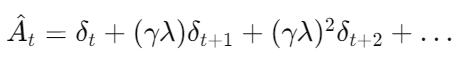 Â_t = δ_t + (γλ)δ_{t+1} + (γλ)^2δ_{t+2} + …